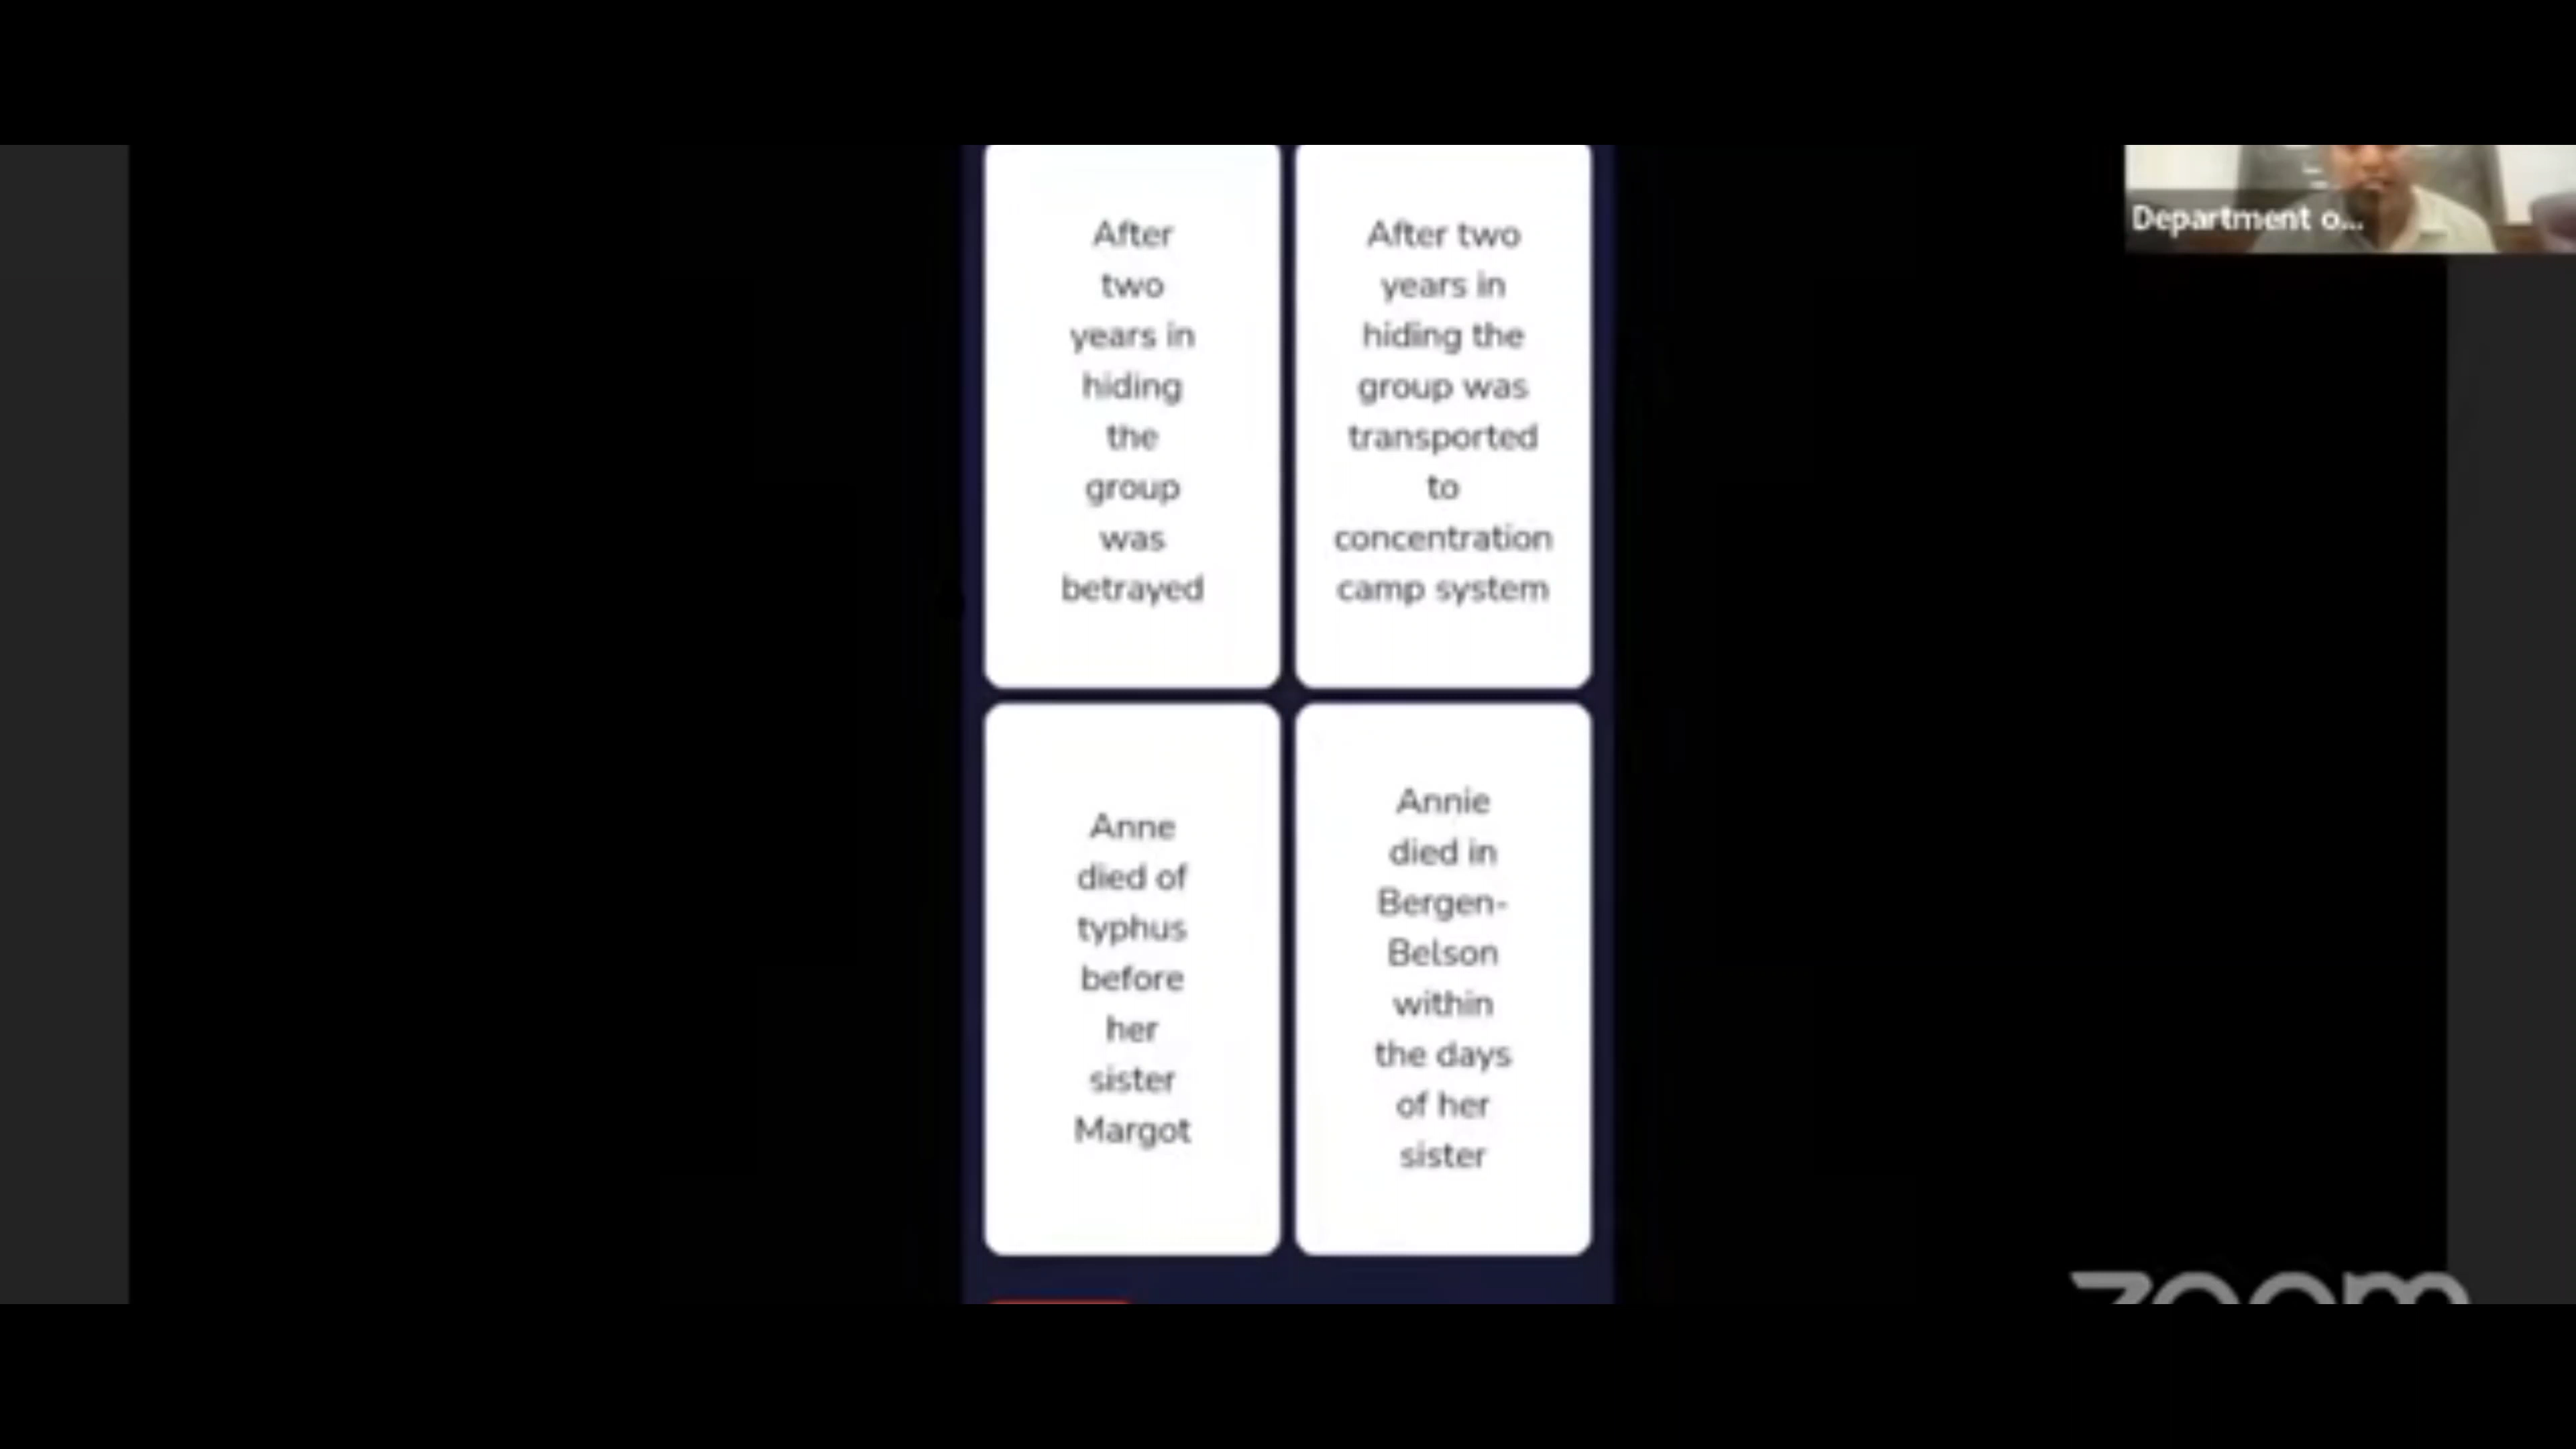 After
two
years in
hiding
the
group
was
betrayed
After two
years in
hiding the
group was
transported
to
concentration
camp system
Anne
died of
typhus
before
her
sister
Margot
Annie
died in
Bergen-
Belson
within
the days
of her
sister
Department o...
zoom